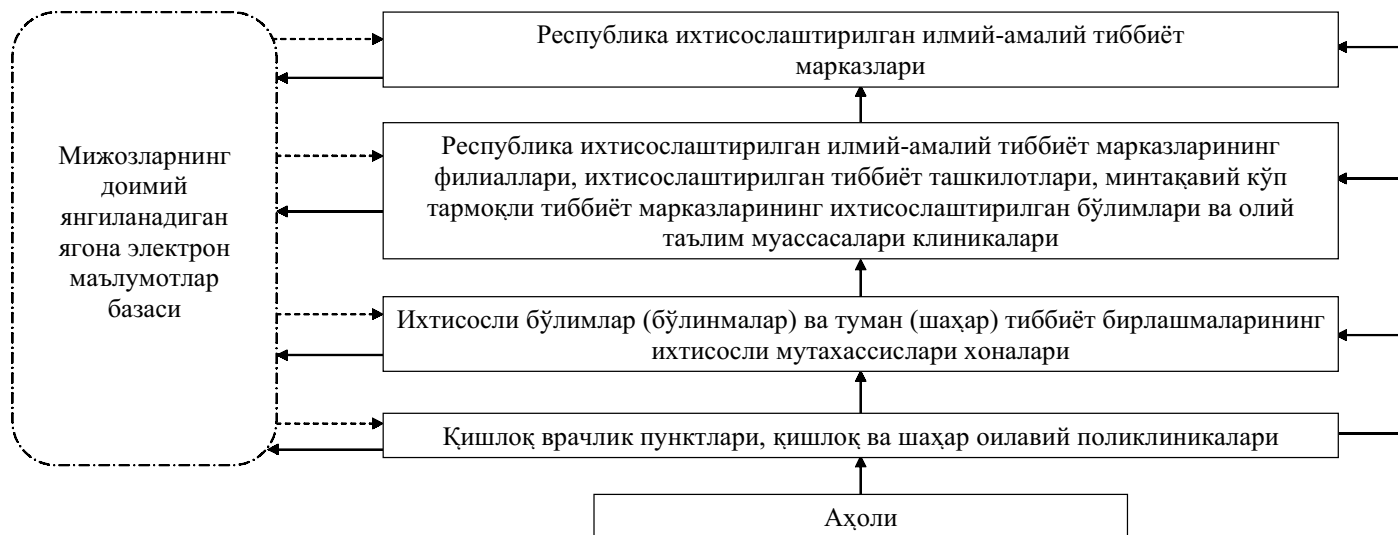 Республика ихтисослаштирилган илмий-амалий тиббиёт
марказлари
Мижозларнинг
доимий
янгиланадиган
ягона электрон
маълумотлар
базаси
Республика ихтисослаштирилган илмий-амалий тиббиёт марказларининг
филиаллари, ихтисослаштирилган тиббиёт ташкилотлари, минтақавий кўп
тармоқли тиббиёт марказларининг ихтисослаштирилган бўлимлари ва олий
таълим муассасалари клиникалари
Ихтисосли бўлимлар (бўлинмалар) ва туман (шаҳар) тиббиёт бирлашмаларининг
ихтисосли мутахассислари хоналари
Қишлоқ врачлик пунктлари, қишлоқ ва шаҳар оилавий поликлиникалари
Аҳоли